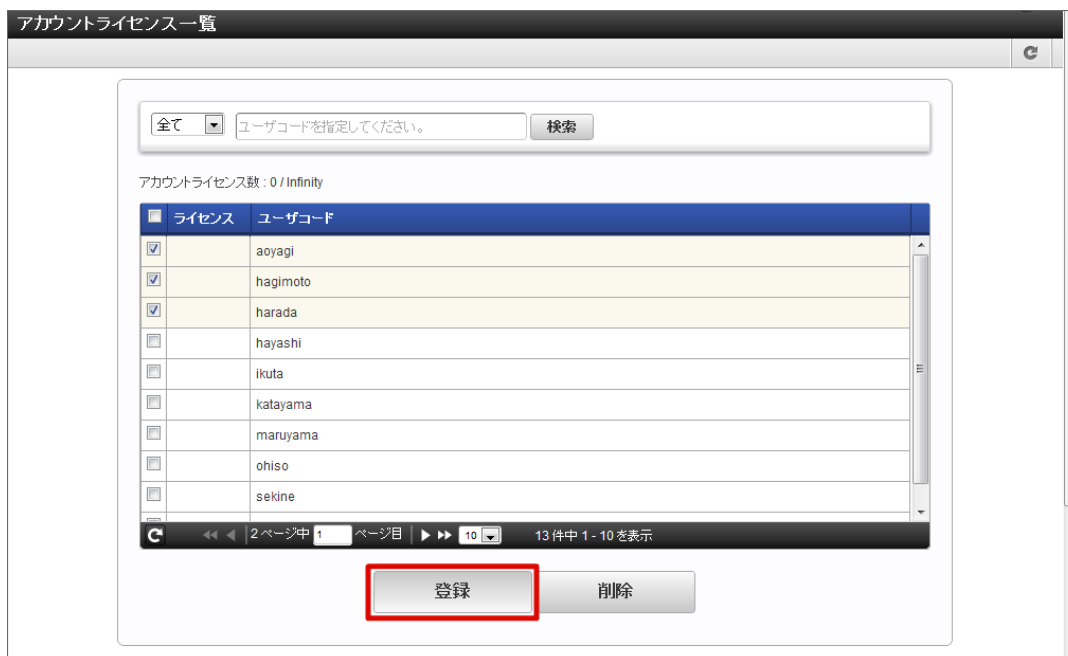 アカウントライセンス一覧
全て ユーザコードを指定してください。 検索
アカウントライセンス数 : 0 / Infinity
ライセンス ユーザコード
aoyagi
hagimoto
harada
hayashi
ikuta
katayama
maruyama
ohiso
sekine
2 ページ中 1 ページ目 10 13 件中 1 - 10 を表示
登録 削除